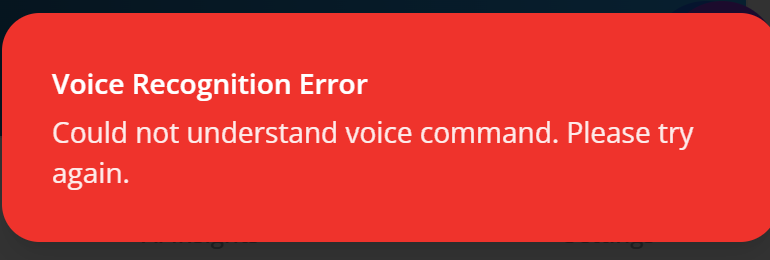 Voice Recognition Error
Could not understand voice command. Please try
again.